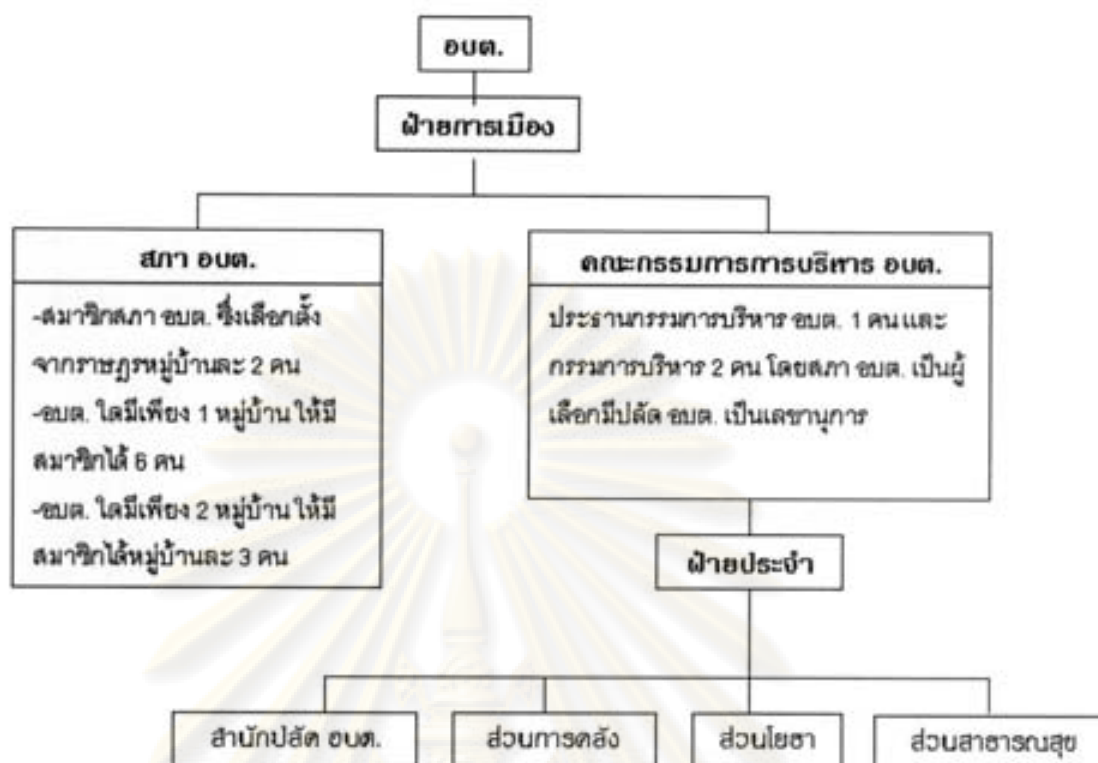 อบต.
ฝ่ายการเมือง
สภา อบต.
-สมาชิกสภา อบต. ซึ่งเลือกตั้ง
จากราษฎรหมู่บ้านละ 2 คน
-อบต. ใดมีเพียง 1 หมู่บ้าน ให้มี
สมาชิกได้ 6 คน
-อบต. ใดมีเพียง 2 หมู่บ้าน ให้มี
สมาชิกได้หมู่บ้านละ 3 คน
คณะกรรมการการบริหาร อบต.
ประธานกรรมการบริหาร อบต. 1 คน และ
กรรมการบริหาร 2 คน โดยสภา อบต. เป็นผู้
เลือกมีปลัด อบต. เป็นเลขานุการ
ฝ่ายประจำ
สำนักปลัด อบต.
ส่วนการคลัง
ส่วนโยธา
ส่วนสาธารณสุข